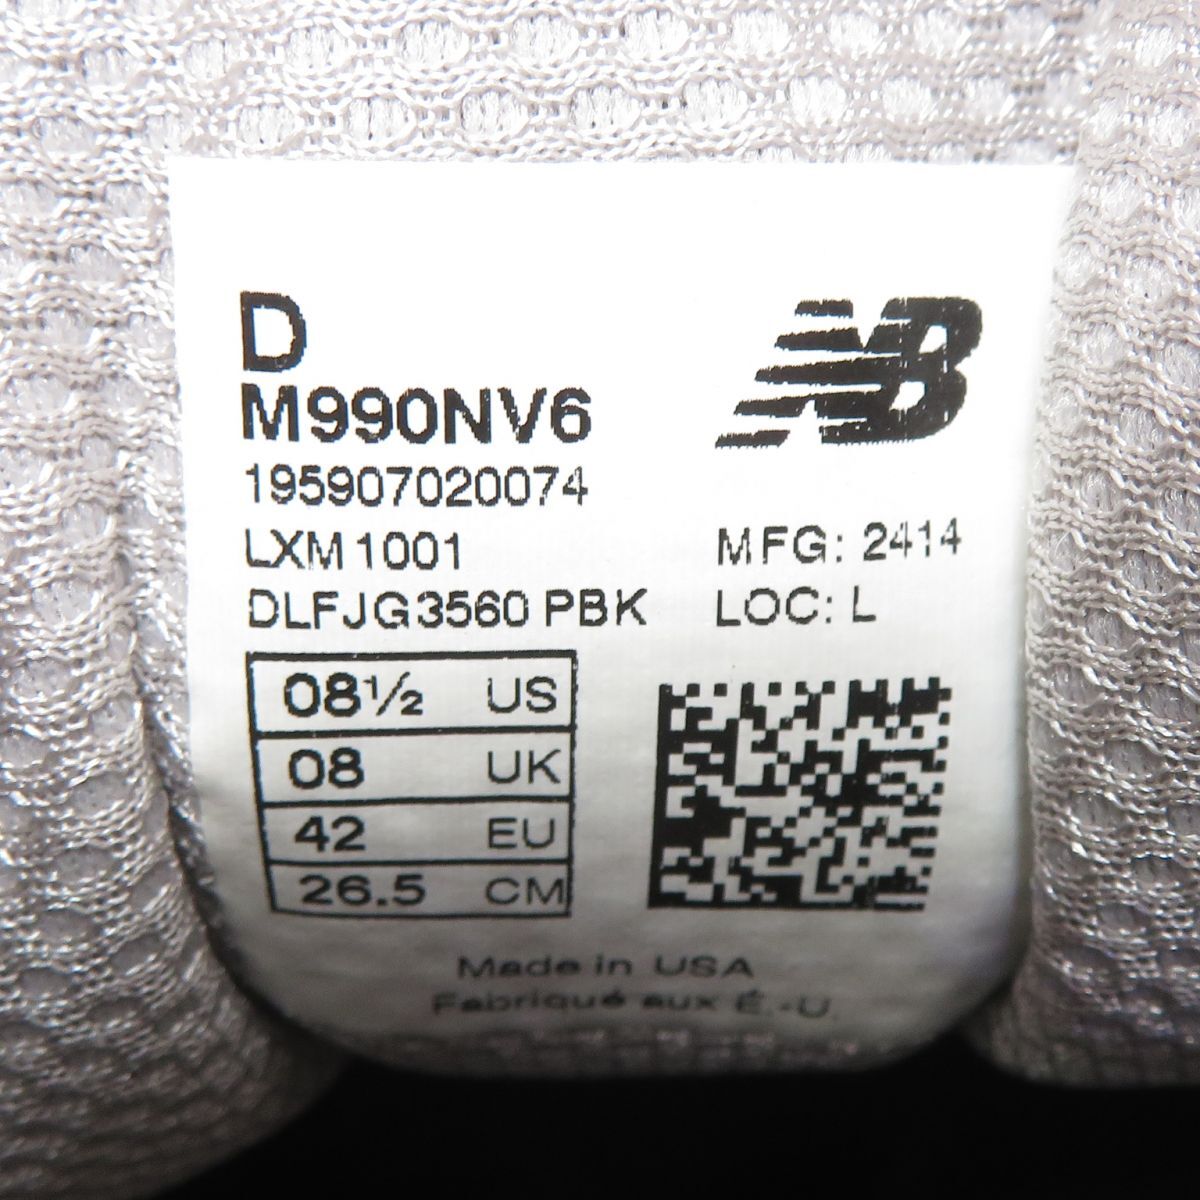 D
NB
M990NV6
195907020074
LXM1001 MFG: 2414
DLFJG3560 PBK LOC: L
08½ US
08 UK
42 EU
26.5 CM
Made in USA
Fabriqué aux É.-U.